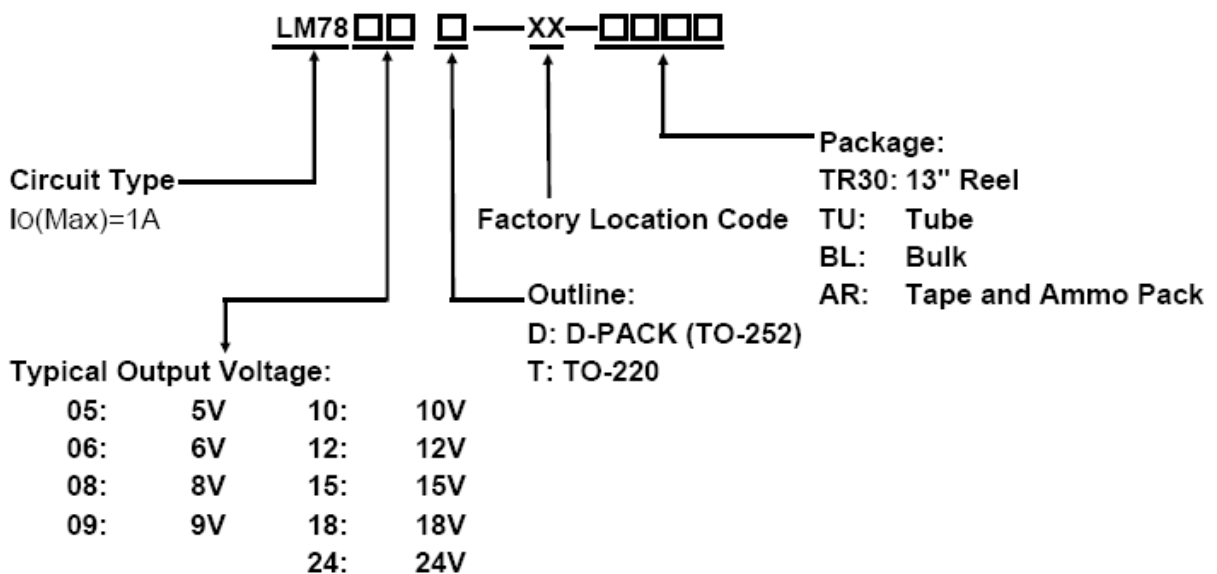 LM78□□ □—XX—□□□□
Package:
Circuit Type
TR30: 13" Reel
IO(Max)=1A
Factory Location Code
TU: Tube
BL: Bulk
Outline:
AR: Tape and Ammo Pack
D: D-PACK (TO-252)
Typical Output Voltage:
T: TO-220
05: 5V 10: 10V
06: 6V 12: 12V
08: 8V 15: 15V
09: 9V 18: 18V
24: 24V